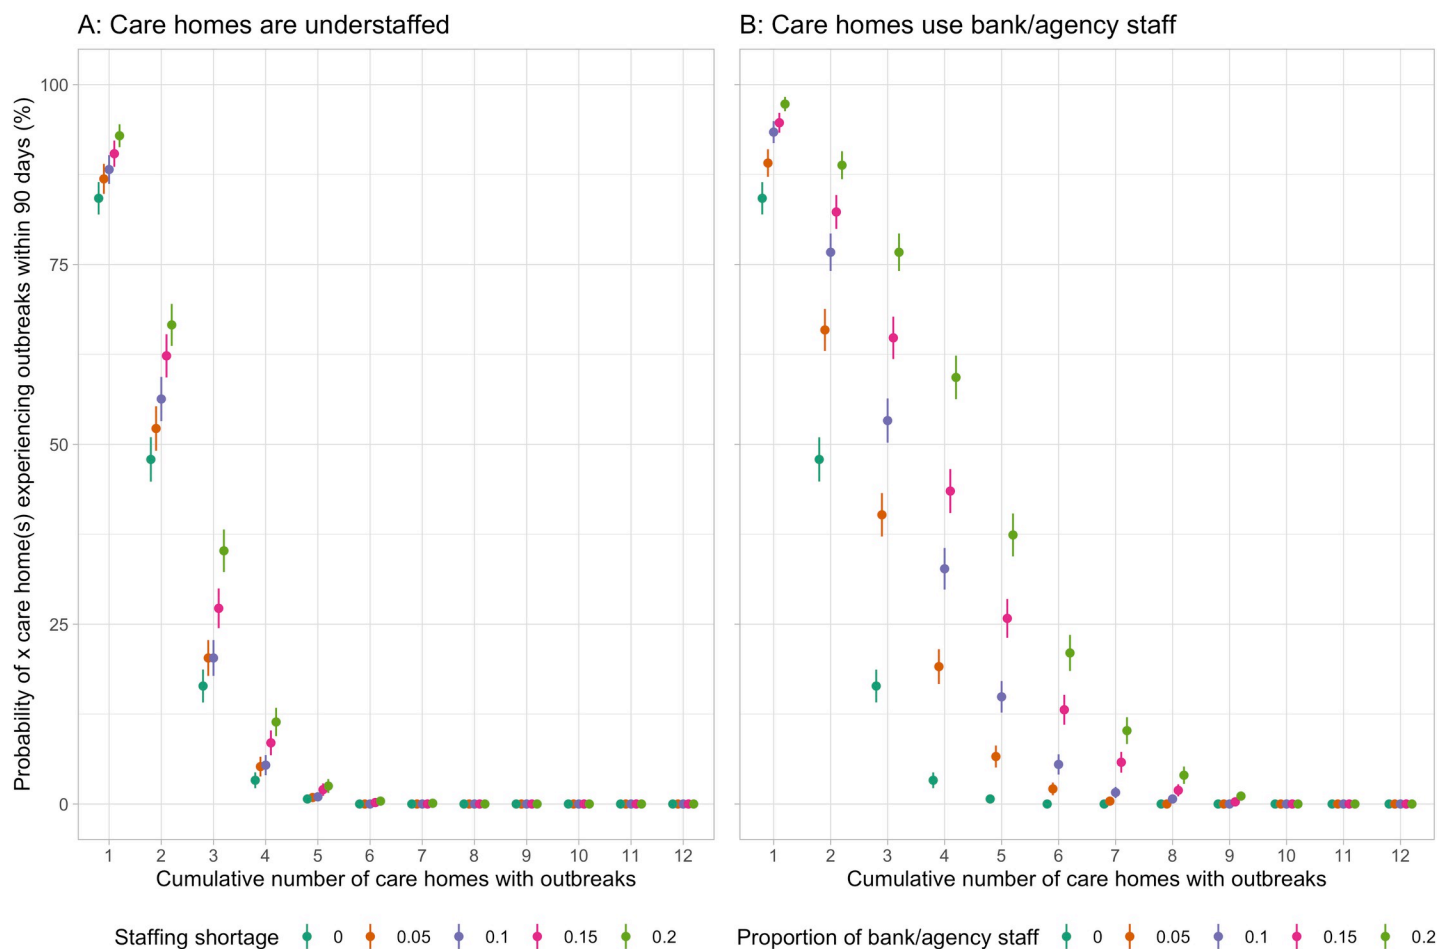 A: Care homes are understaffed
B: Care homes use bank/agency staff
Probability of x care home(s) experiencing outbreaks within 90 days (%)
100
75
50
25
0
1 2 3 4 5 6 7 8 9 10 11 12
1 2 3 4 5 6 7 8 9 10 11 12
Cumulative number of care homes with outbreaks
Cumulative number of care homes with outbreaks
Staffing shortage 0 0.05 0.1 0.15 0.2
Proportion of bank/agency staff 0 0.05 0.1 0.15 0.2